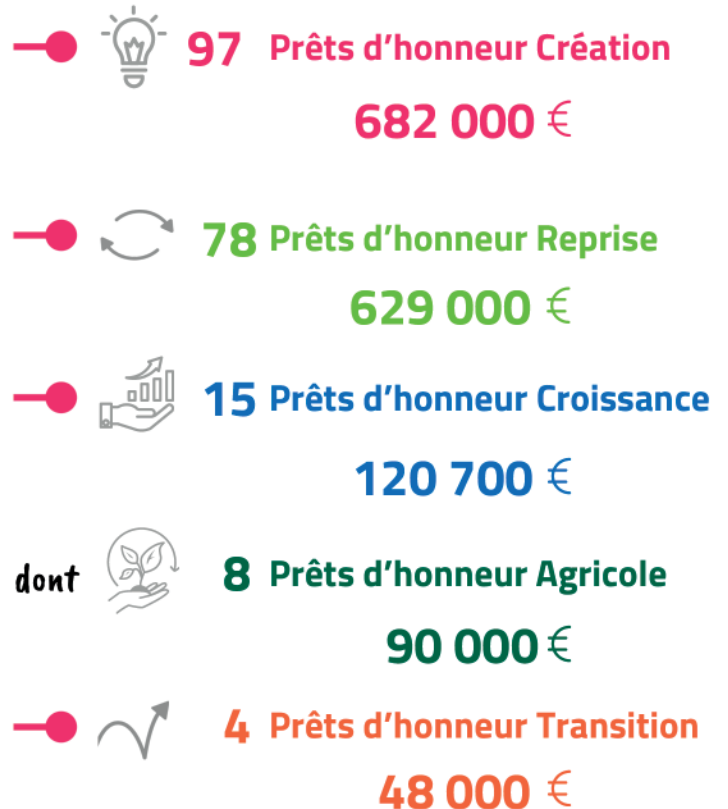 97 Prêts d'honneur Création
682 000 €
78 Prêts d'honneur Reprise
629 000 €
15 Prêts d'honneur Croissance
120 700 €
dont 8 Prêts d'honneur Agricole
90 000 €
4 Prêts d'honneur Transition
48 000 €